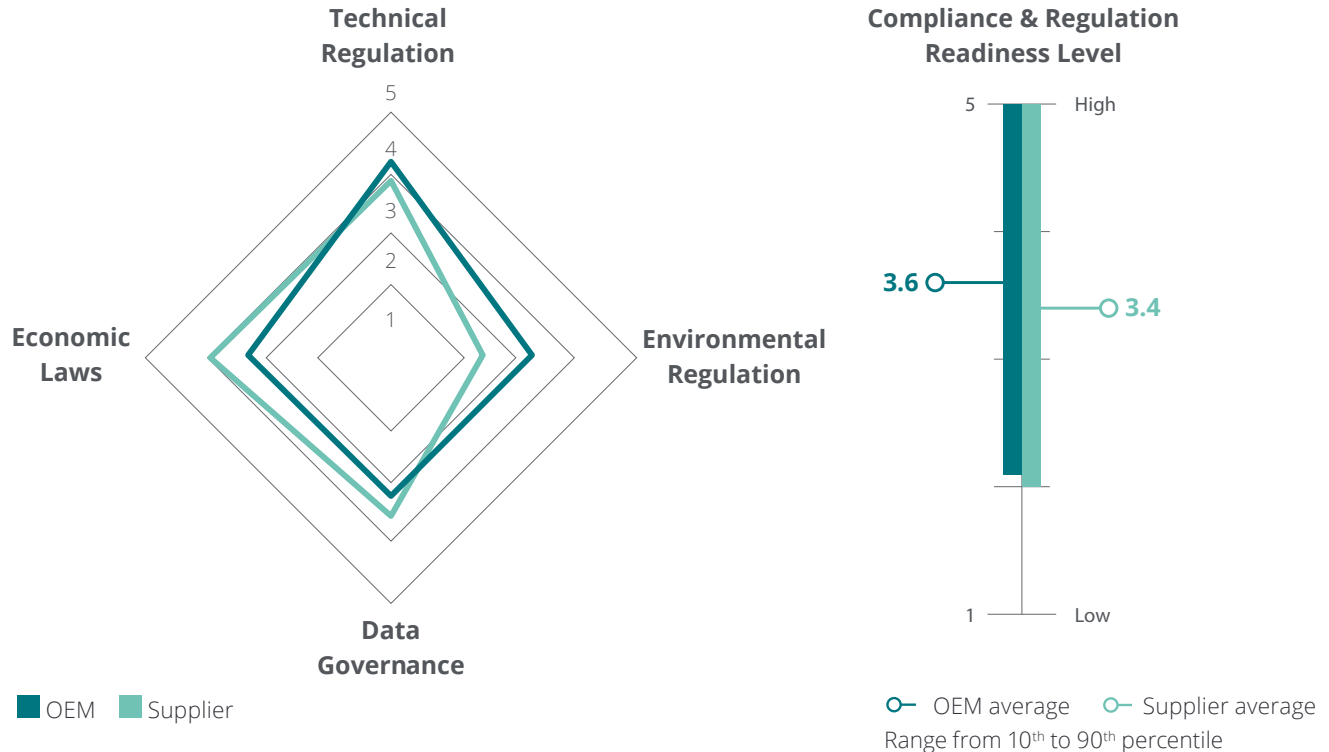 Technical
Regulation
5
4
3
2
1
Economic
Laws
Environmental
Regulation
Data
Governance
OEM
Supplier
Compliance & Regulation
Readiness Level
5
High
3.6
3.4
1
Low
OEM average
Supplier average
Range from 10th to 90th percentile